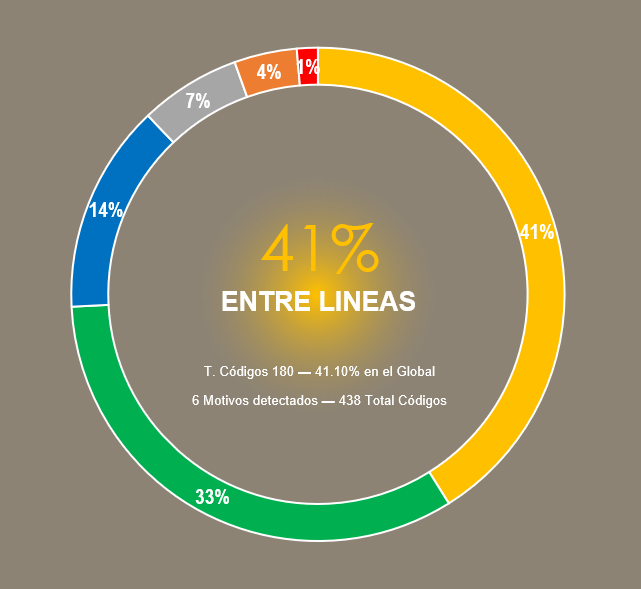 1%
4%
7%
14%
41%
41%
ENTRE LINEAS
T. Códigos 180 — 41.10% en el Global
6 Motivos detectados — 438 Total Códigos
33%